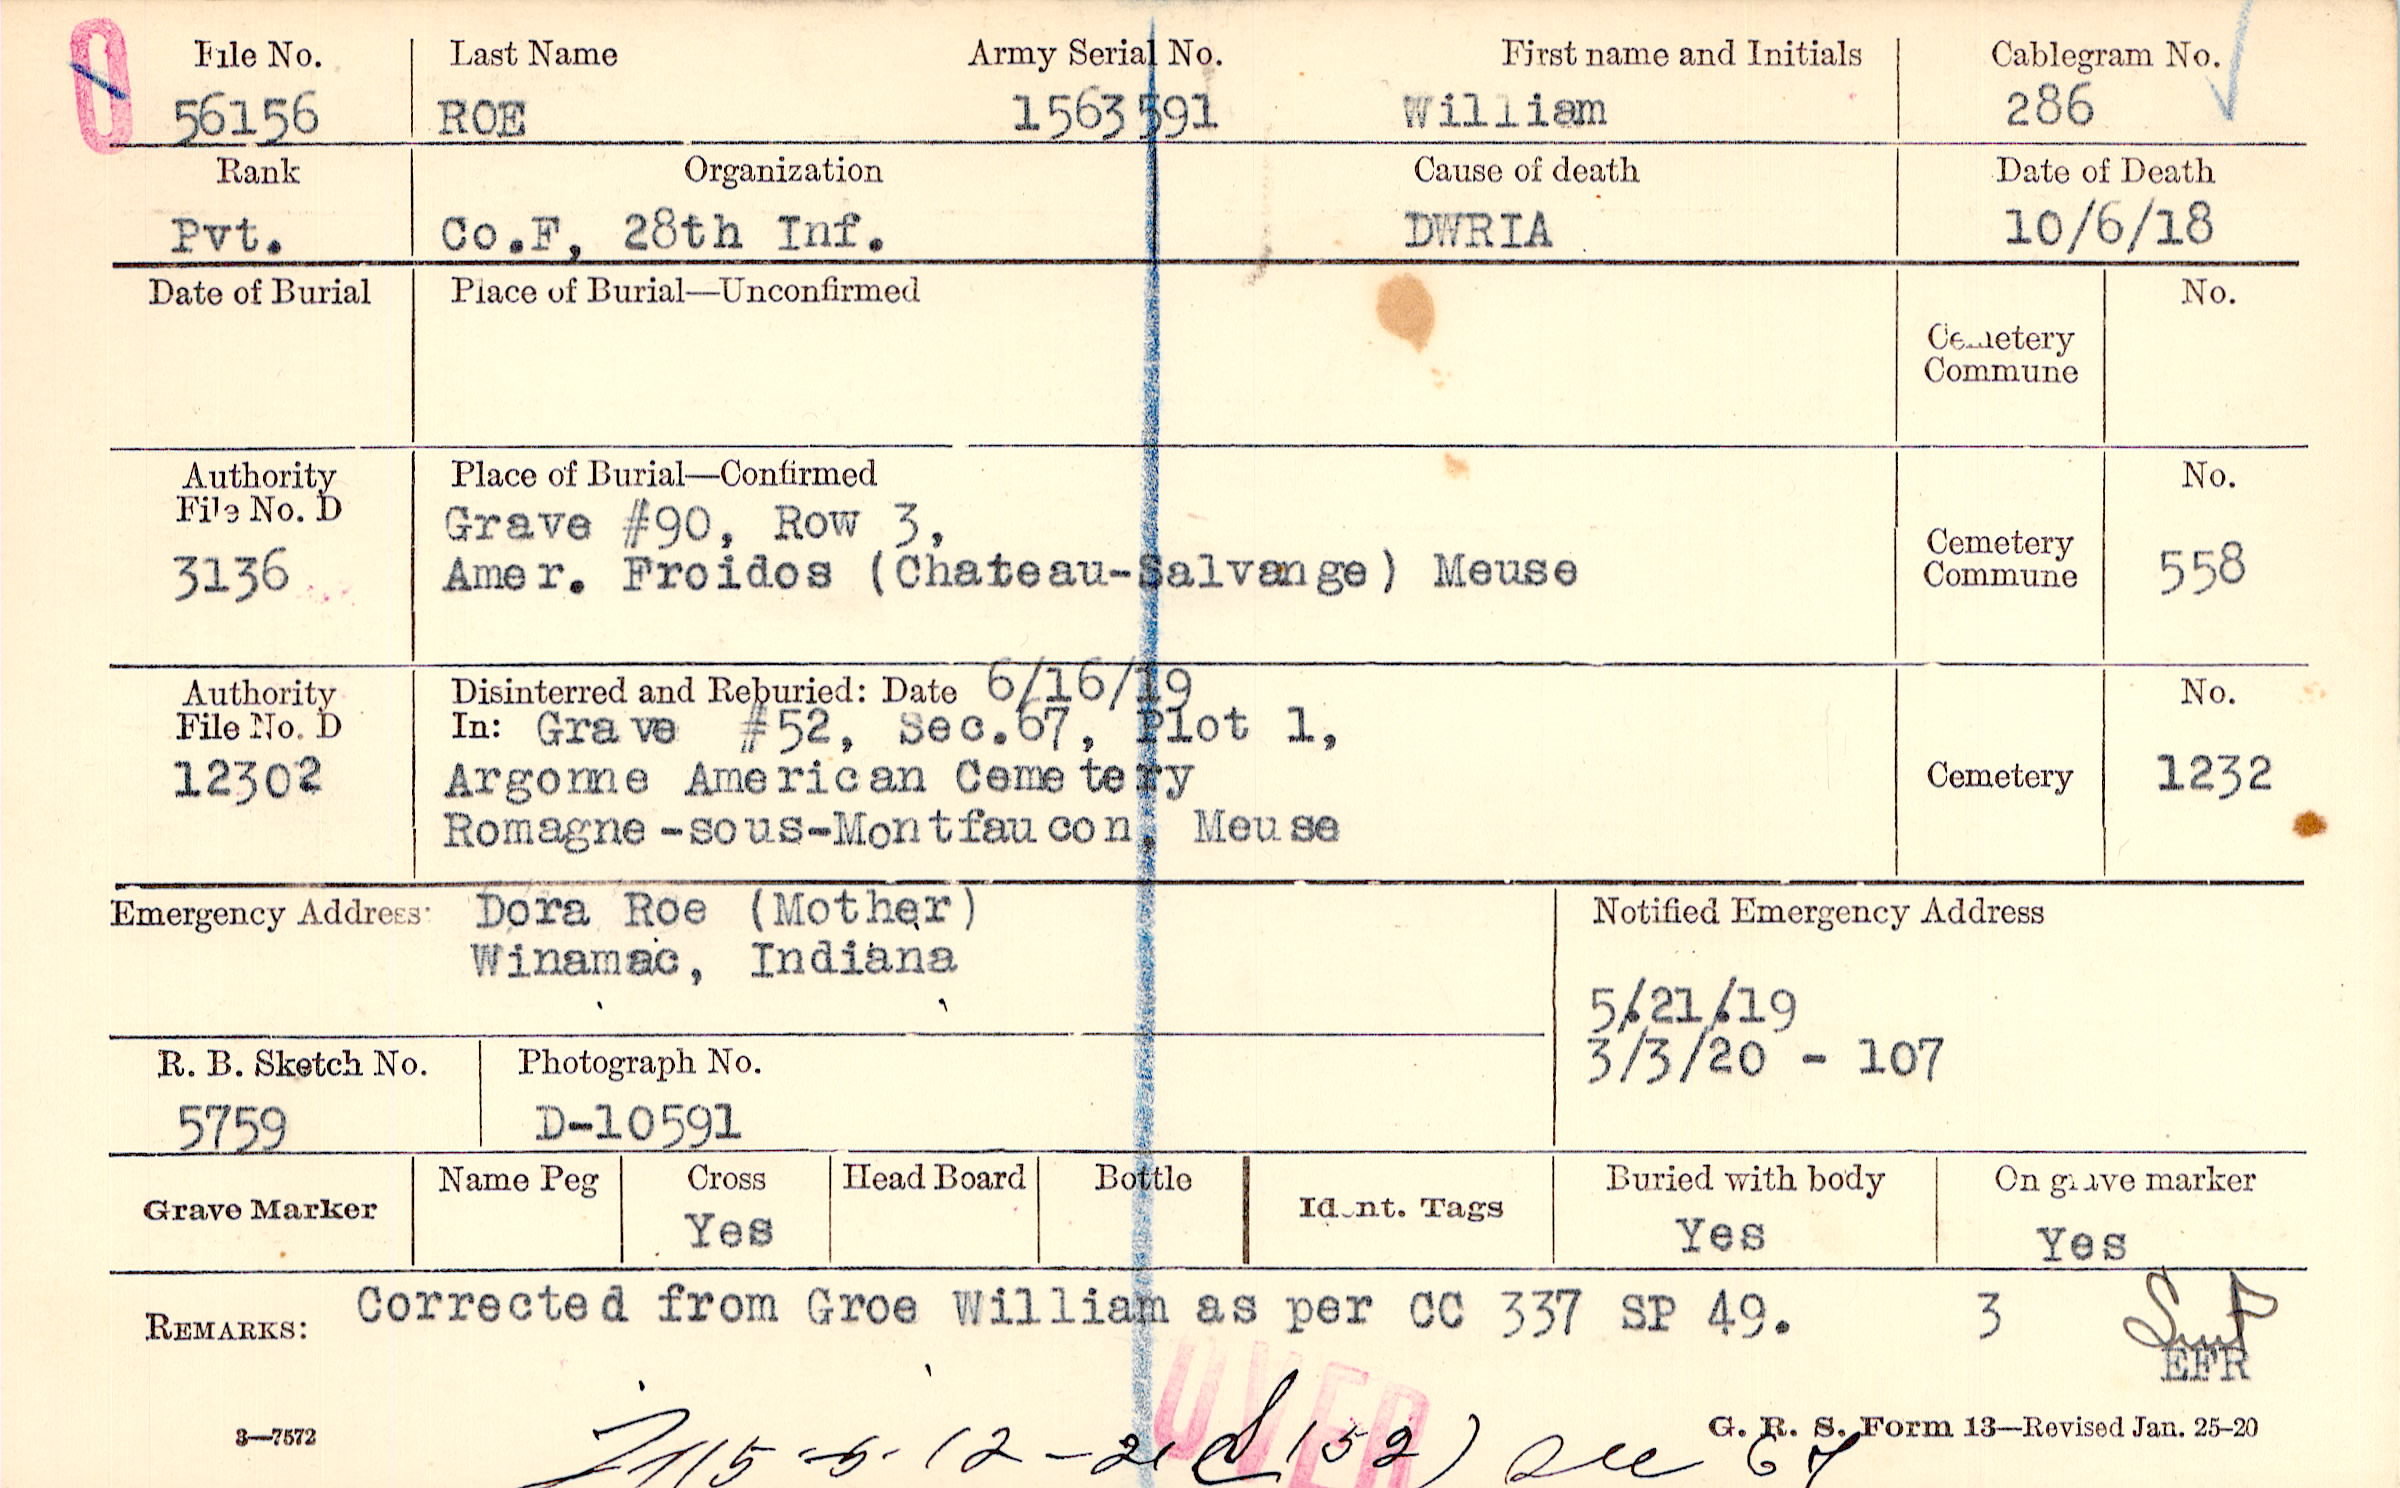 O
File No. Last Name Army Serial No. First name and Initials Cablegram No.
56156 ROE 1563591 William 286
Rank Organization Cause of death Date of Death
Pvt. Co.F, 28th Inf. DWRIA 10/6/18
Date of Burial Place of Burial—Unconfirmed No.
Cemetery
Commune
Authority Place of Burial—Confirmed No.
File No. D Grave #90, Row 3,
Cemetery
3136 Amer. Froidos (Chateau-Salvange) Meuse Commune 558
Authority Disinterred and Reburied: Date 6/16/19 No.
File No. D In: Grave #52, Sec.67, Plot 1,
12302 Argonne American Cemetery Cemetery 1232
Romagne-sous-Montfaucon, Meuse
Emergency Address: Dora Roe (Mother) Notified Emergency Address
Winamac, Indiana
5/21/19
R. B. Sketch No. Photograph No. 3/3/20 - 107
5759 D-10591
Name Peg Cross Head Board Bottle Buried with body On grave marker
Grave Marker Yes Ident. Tags Yes Yes
REMARKS: Corrected from Groe William as per CC 337 SP 49. 3
EFR
OVER
3—7572 G. R. S. Form 13—Revised Jan. 25-20
(52) see 67